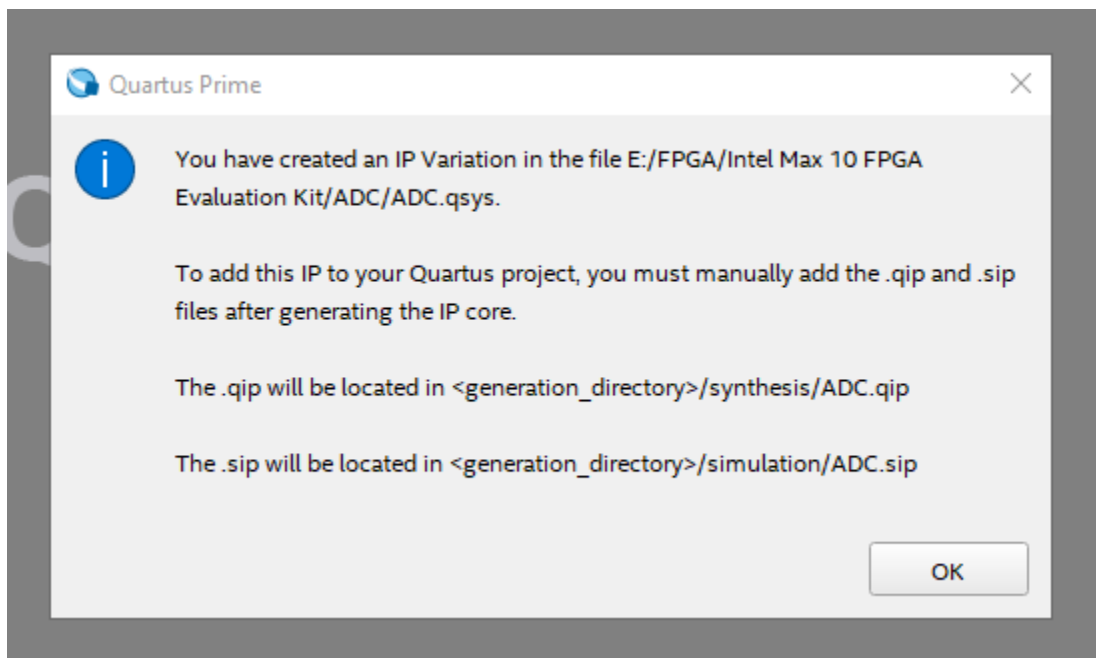 Quartus Prime
You have created an IP Variation in the file E:/FPGA/Intel Max 10 FPGA
Evaluation Kit/ADC/ADC.qsys.
To add this IP to your Quartus project, you must manually add the .qip and .sip
files after generating the IP core.
The .qip will be located in <generation_directory>/synthesis/ADC.qip
The .sip will be located in <generation_directory>/simulation/ADC.sip
OK